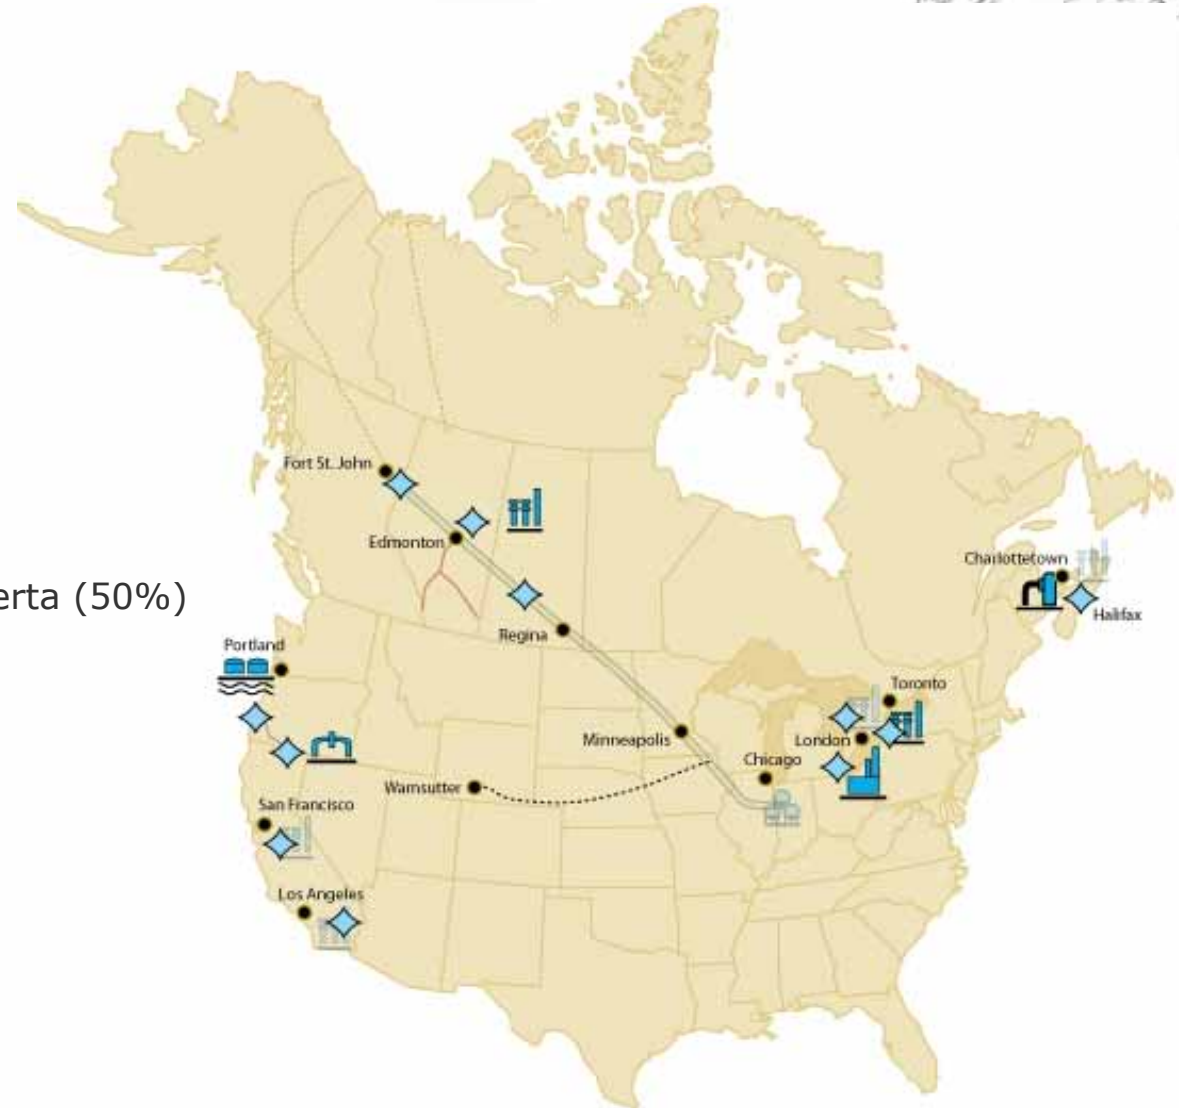 Fort St. John
Edmonton
Charlottetown
erta (50%)
Halifax
Regina
Portland
Toronto
Minneapolis
London
Chicago
Wamsutter
San Francisco
Los Angeles